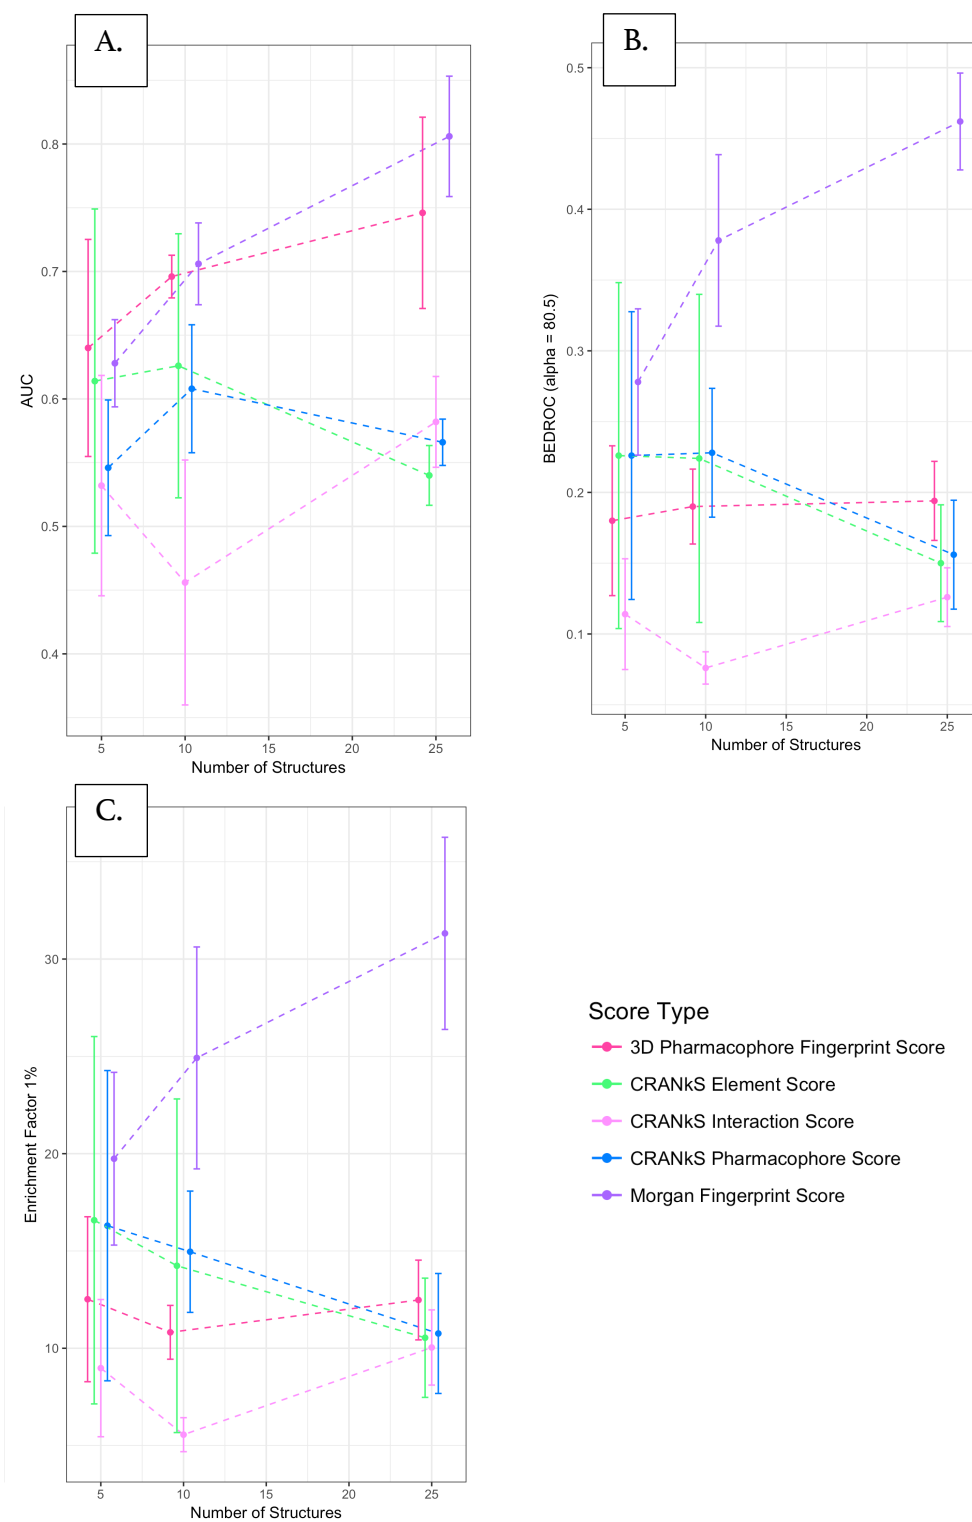 A.
0.8
0.7
0.6
0.5
0.4
AUC
5 10 15 20 25
Number of Structures
B.
0.5
0.4
0.3
0.2
0.1
BEDROC (alpha = 80.5)
5 10 15 20 25
Number of Structures
C.
30
20
10
Enrichment Factor 1%
5 10 15 20 25
Number of Structures
Score Type
3D Pharmacophore Fingerprint Score
CRANkS Element Score
CRANkS Interaction Score
CRANkS Pharmacophore Score
Morgan Fingerprint Score